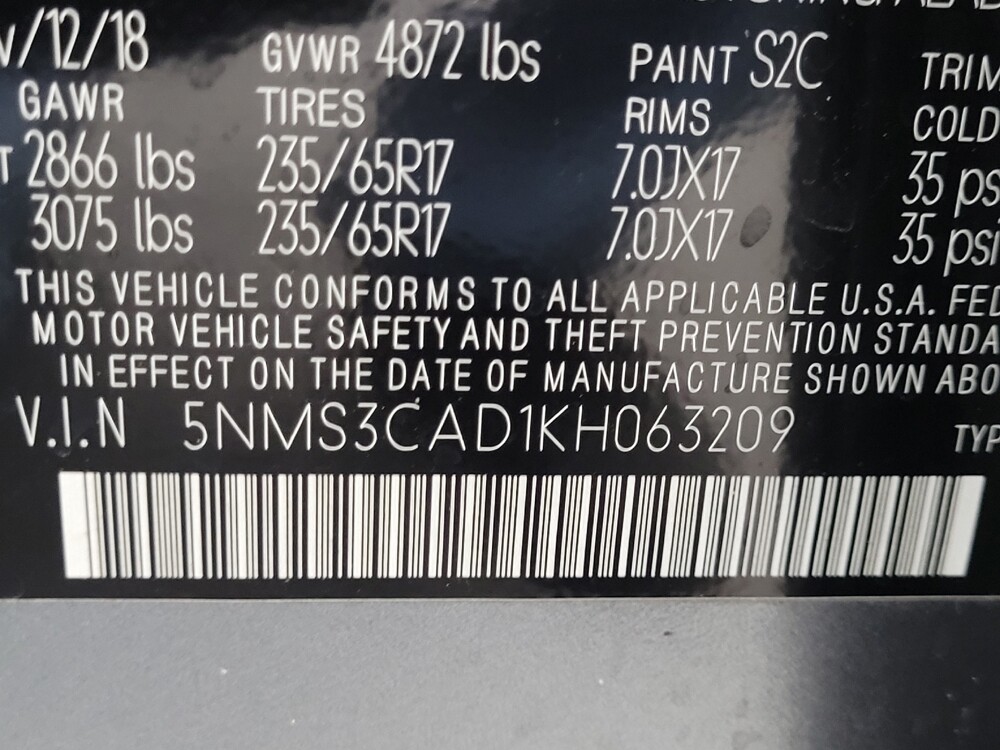 /12/18 GVWR 4872 lbs PAINT S2C TRIM
GAWR TIRES RIMS COLD
T 2866 lbs 235/65R17 7.0JX17 35 ps
3075 lbs 235/65R17 7.0JX17 35 psi
THIS VEHICLE CONFORMS TO ALL APPLICABLE U.S.A. FED
MOTOR VEHICLE SAFETY AND THEFT PREVENTION STANDA
IN EFFECT ON THE DATE OF MANUFACTURE SHOWN ABO
V.I.N 5NMS3CAD1KH063209 TYP